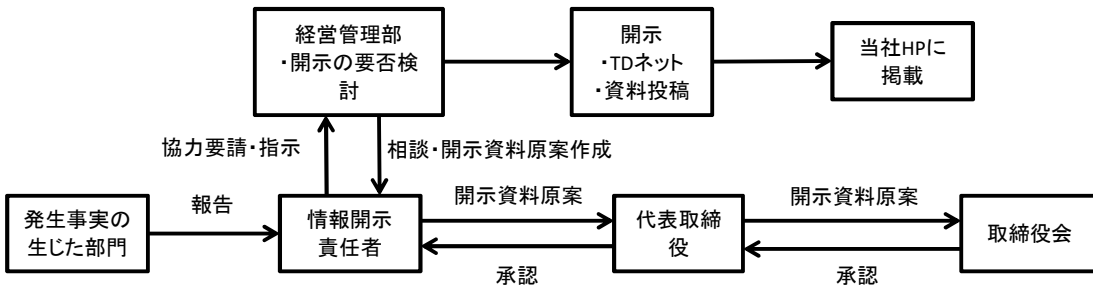 経営管理部
・開示の要否検
討
開示
・TDネット
・資料投稿
当社HPに
掲載
協力要請・指示
相談・開示資料原案作成
発生事実の
生じた部門
報告
情報開示
責任者
開示資料原案
承認
代表取締
役
開示資料原案
承認
取締役会